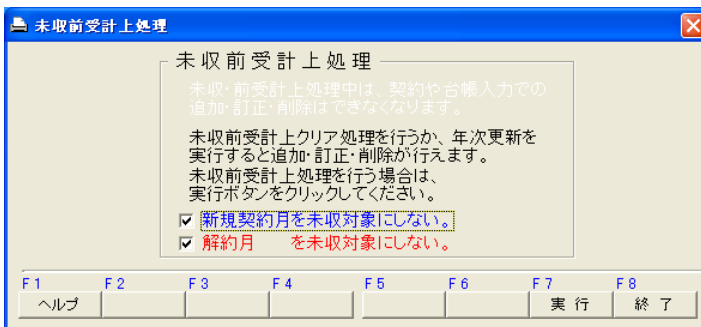 未収前受計上処理
未収前受計上処理
未収・前受計上処理中は、契約や台帳入力での
追加・訂正・削除はできなくなります。
未収前受計上クリア処理を行うか、年次更新を
実行すると追加・訂正・削除が行えます。
未収前受計上処理を行う場合は、
実行ボタンをクリックしてください。
新規契約月を未収対象にしない。
解約月　　を未収対象にしない。
F1 F2 F3 F4 F5 F6 F7 F8
ヘルプ 実行 終了